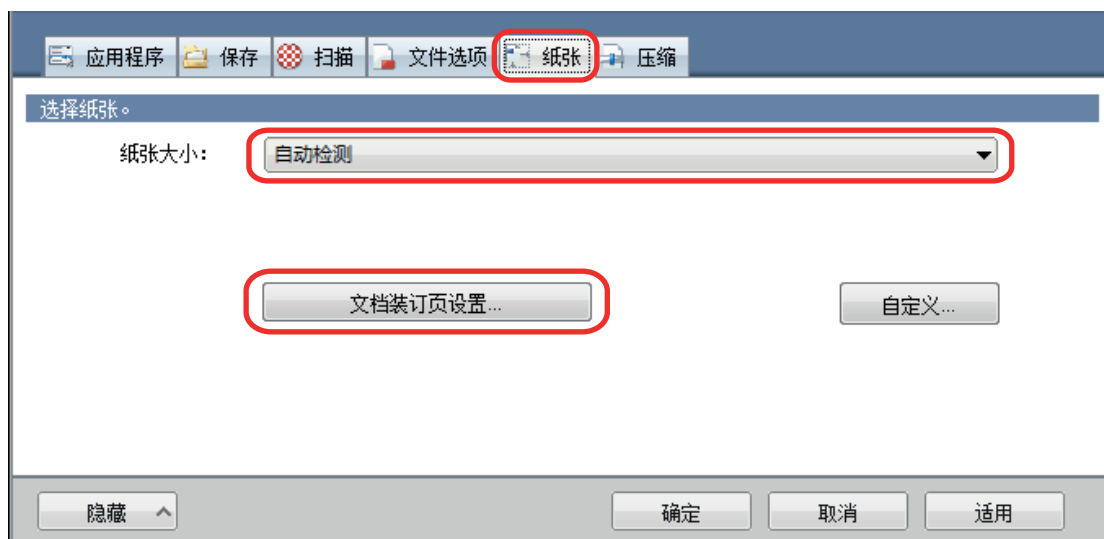 应用程序 保存 扫描 文件选项 纸张 压缩
选择纸张。
纸张大小： 自动检测
文档装订页设置... 自定义...
隐藏 确定 取消 适用